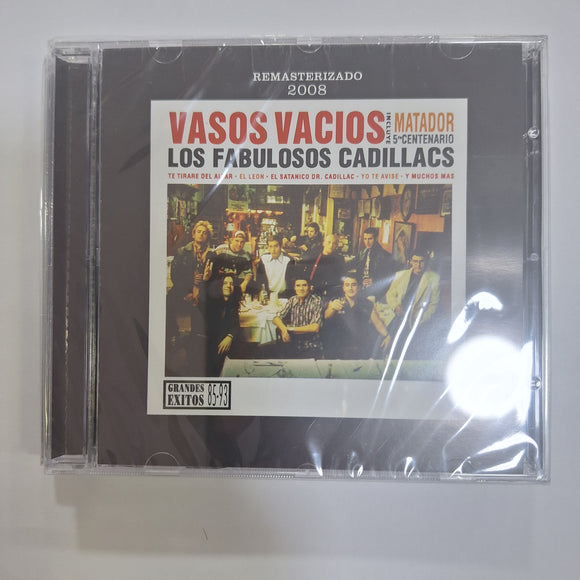 REMASTERIZADO
2008
VASOS VACIOS
INCLUYE
MATADOR
5to CENTENARIO
LOS FABULOSOS CADILLACS
TE TIRARE DEL ALTAR · EL LEON · EL SATANICO DR. CADILLAC · YO TE AVISE · Y MUCHOS MAS
GRANDES
EXITOS
85-93